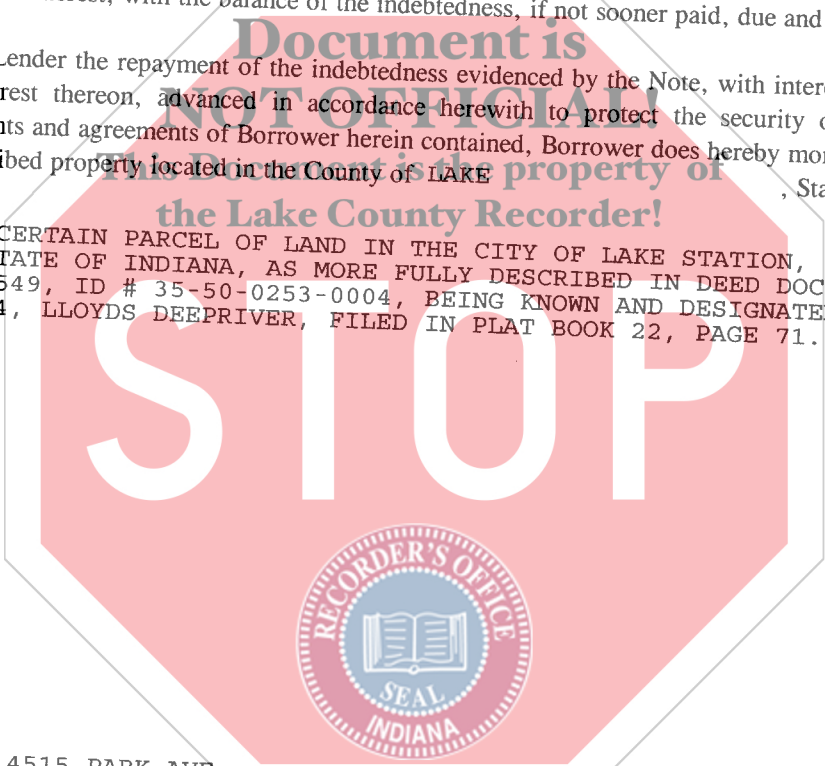 with the balance of the indebtedness, if not sooner paid, due and
Document is
Lender the repayment of the indebtedness evidenced by the Note, with
rest thereon, advanced in accordance herewith to protect the security
NOT OFFICIAL!
nts and agreements of Borrower herein contained, Borrower does hereby
ibed property located in the County of LAKE , Sta
This Document is the property of
the Lake County Recorder!
CERTAIN PARCEL OF LAND IN THE CITY OF LAKE STATION,
TATE OF INDIANA, AS MORE FULLY DESCRIBED IN DEED DOC
549, ID # 35-50-0253-0004, BEING KNOWN AND DESIGNATE
4, LLOYDS DEEPRIVER, FILED IN PLAT BOOK 22, PAGE 71.
STOP
RECORDER'S OFFICE
SEAL
INDIANA
4515 PARK AVE